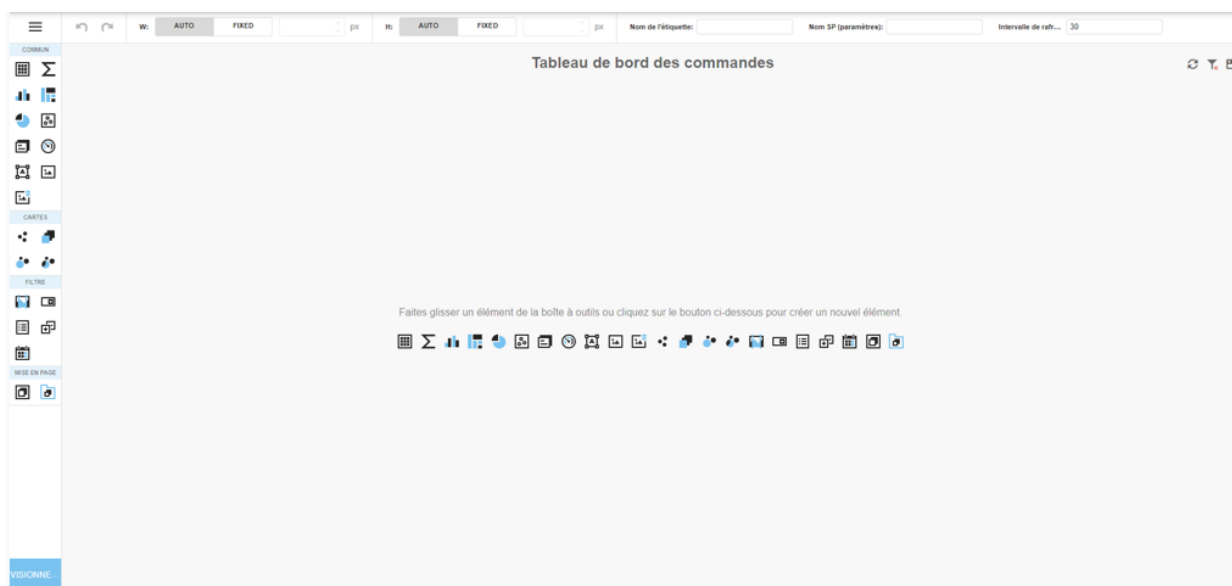 W: AUTO FIXED px H: AUTO FIXED px Nom de l'étiquette: Nom SP (paramètres): Intervalle de rafr... 30
COMMUN
Tableau de bord des commandes
CARTES
FILTRE
Faites glisser un élément de la boîte à outils ou cliquez sur le bouton ci-dessous pour créer un nouvel élément.
MISE EN PAGE
VISIONNE...